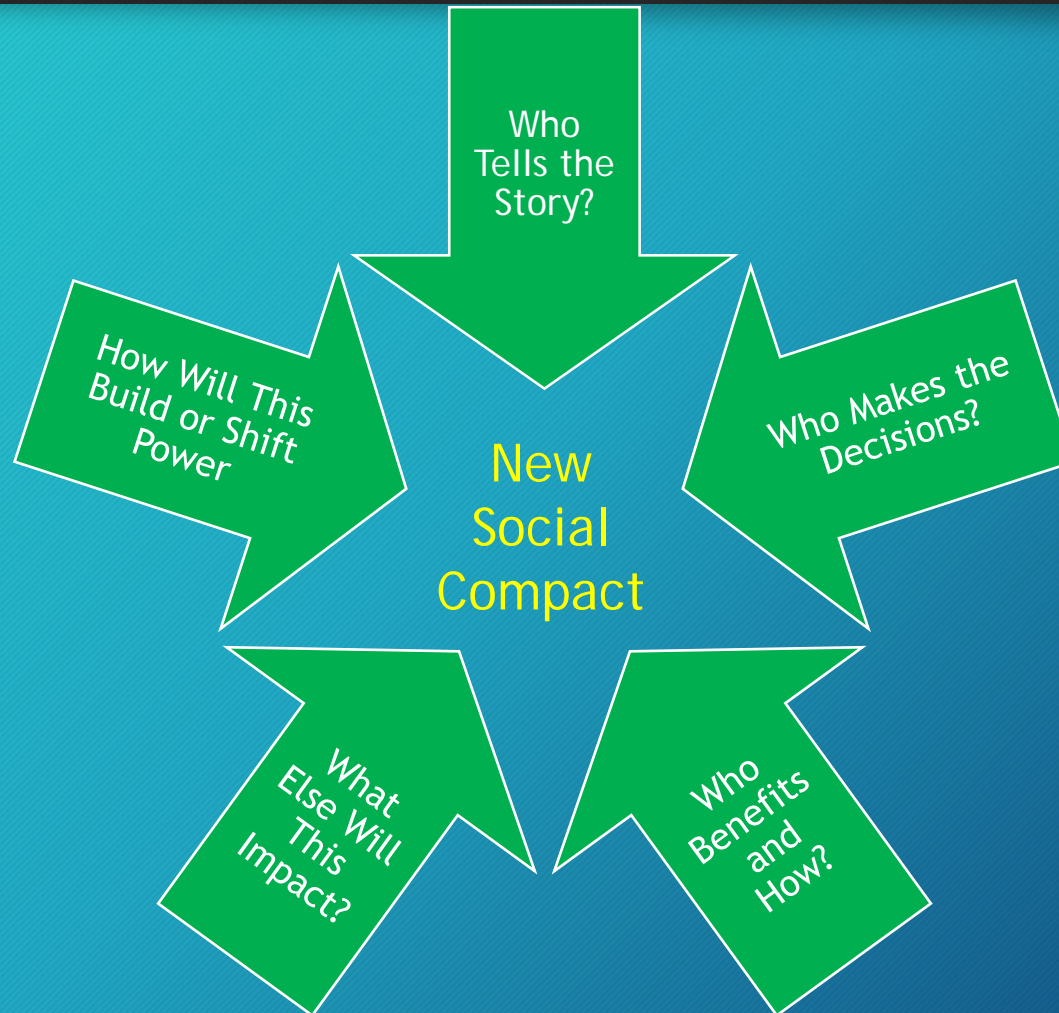 Who
Tells the
Story?
Who Makes the
Decisions?
Who
Benefits
and
How?
What
Else Will
This
Impact?
How Will This
Build or Shift
Power
New
Social
Compact